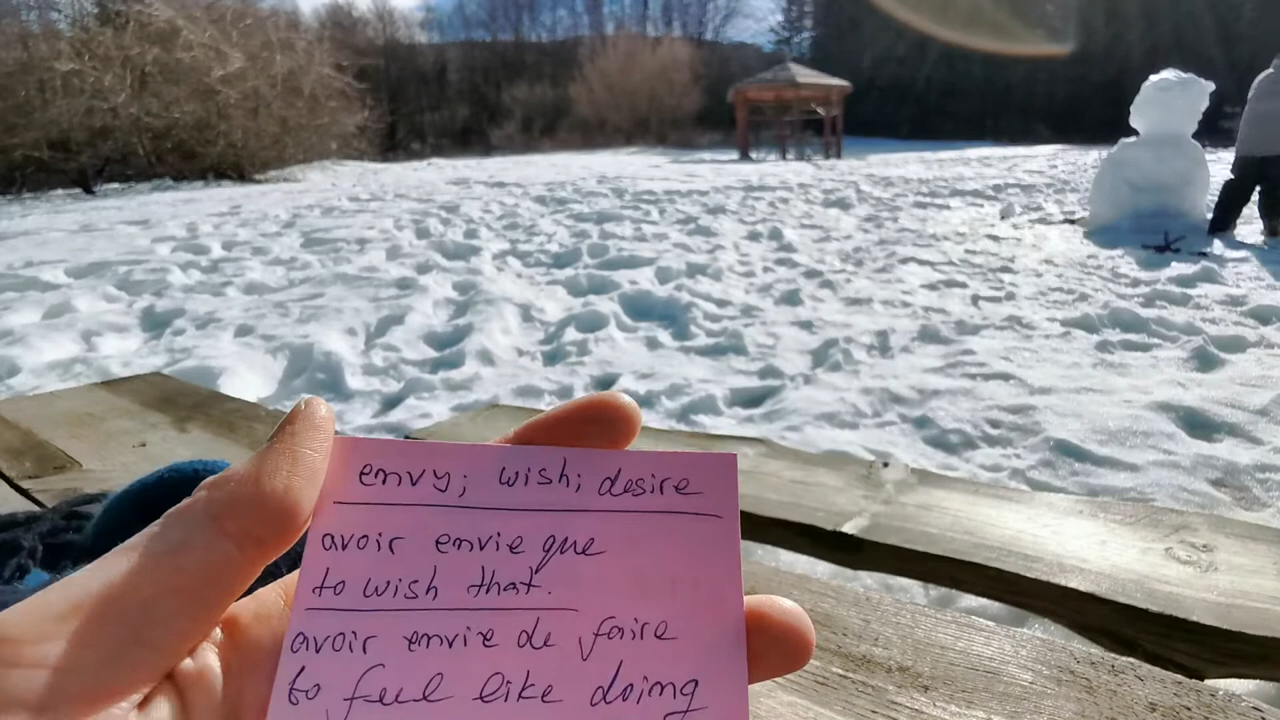 envy; wish; desire
avoir envie que
to wish that.
avoir envie de faire
to feel like doing